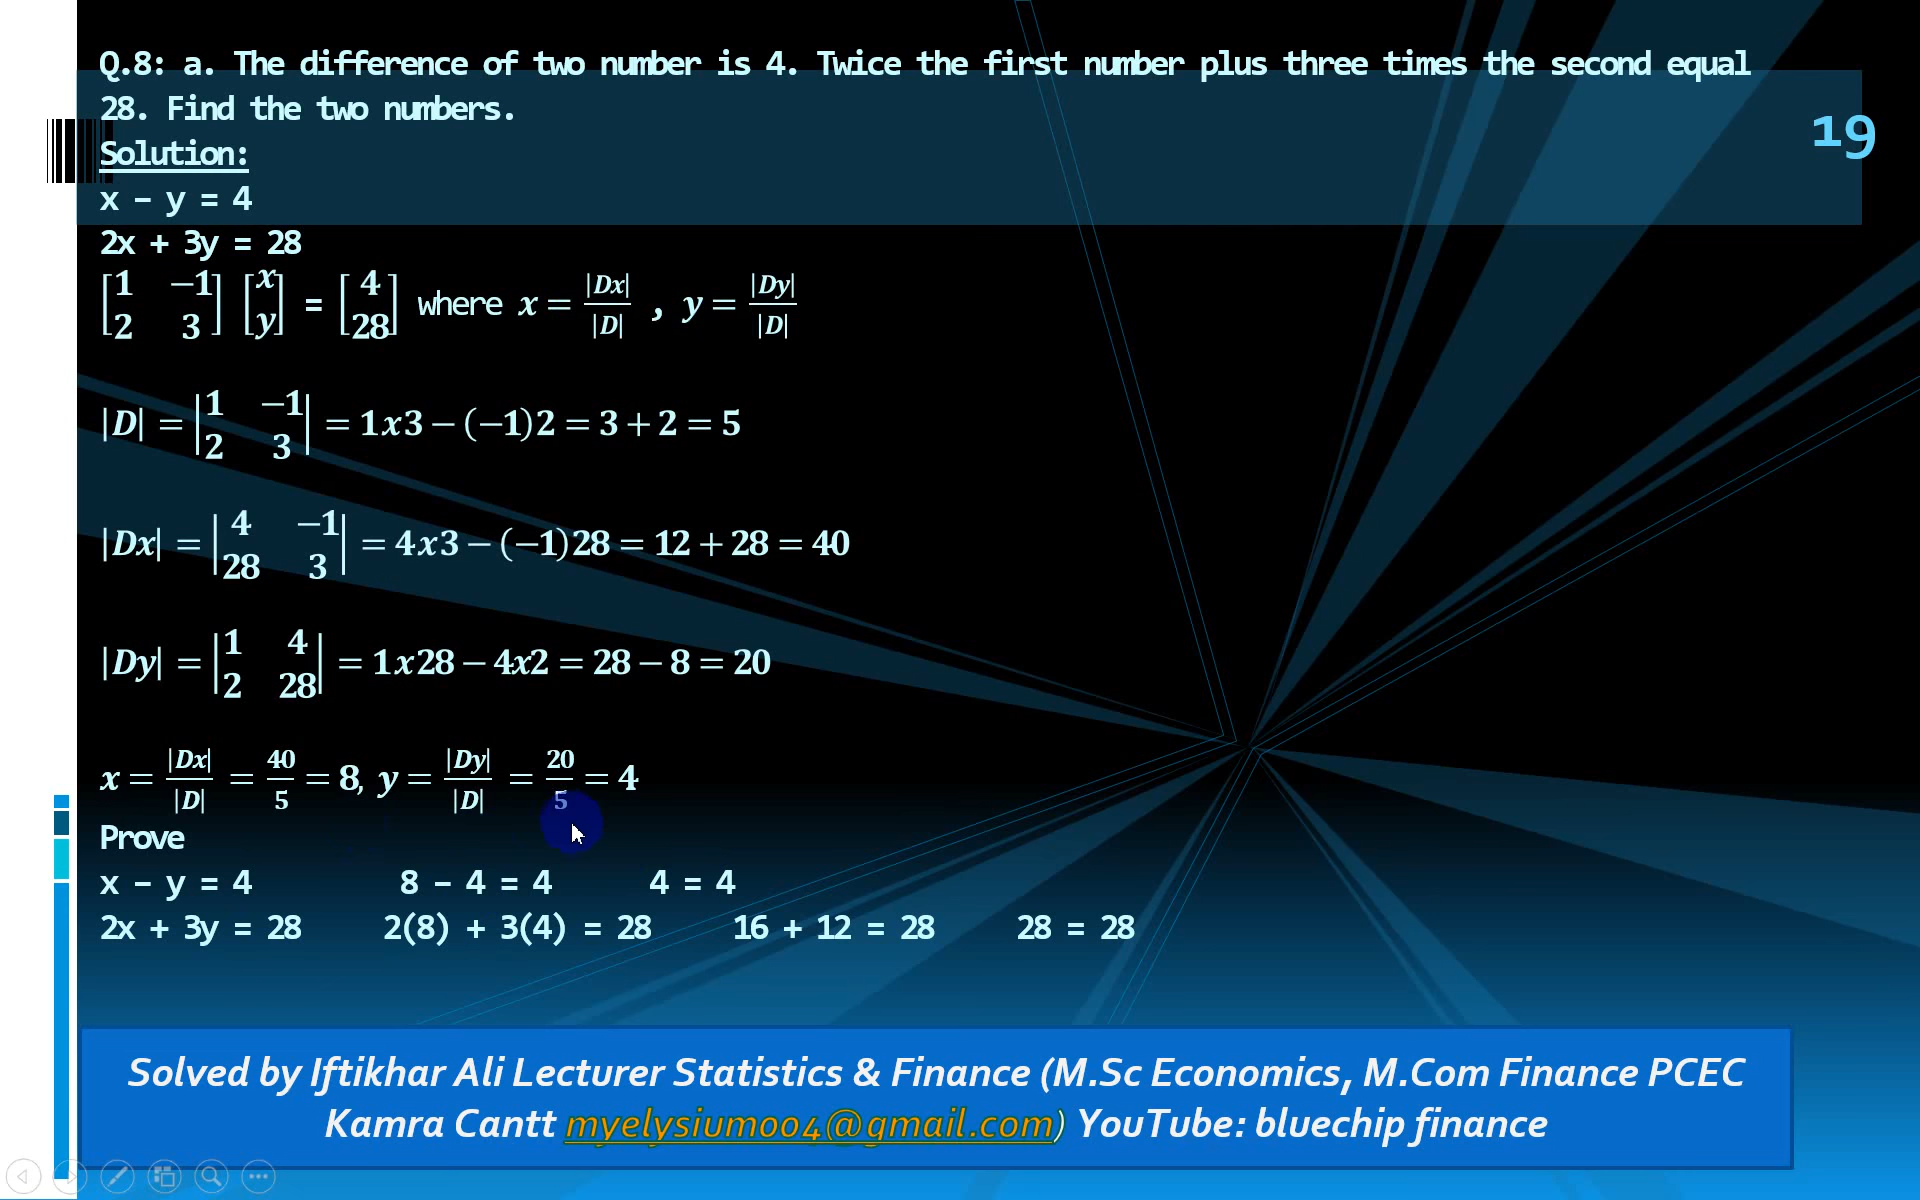 Q.8: a. The difference of two number is 4. Twice the first number plus three times the second equal
28. Find the two numbers.
19
Solution:
x − y = 4
2x + 3y = 28
[1 −1; 2 3] [x; y] = [4; 28] where x = |Dx|/|D| , y = |Dy|/|D|
|D| = |1 −1; 2 3| = 1x3 − (−1)2 = 3 + 2 = 5
|Dx| = |4 −1; 28 3| = 4x3 − (−1)28 = 12 + 28 = 40
|Dy| = |1 4; 2 28| = 1x28 − 4x2 = 28 − 8 = 20
x = |Dx|/|D| = 40/5 = 8, y = |Dy|/|D| = 20/5 = 4
Prove
x − y = 4 8 − 4 = 4 4 = 4
2x + 3y = 28 2(8) + 3(4) = 28 16 + 12 = 28 28 = 28
Solved by Iftikhar Ali Lecturer Statistics & Finance (M.Sc Economics, M.Com Finance PCEC
Kamra Cantt myelysium004@gmail.com) YouTube: bluechip finance